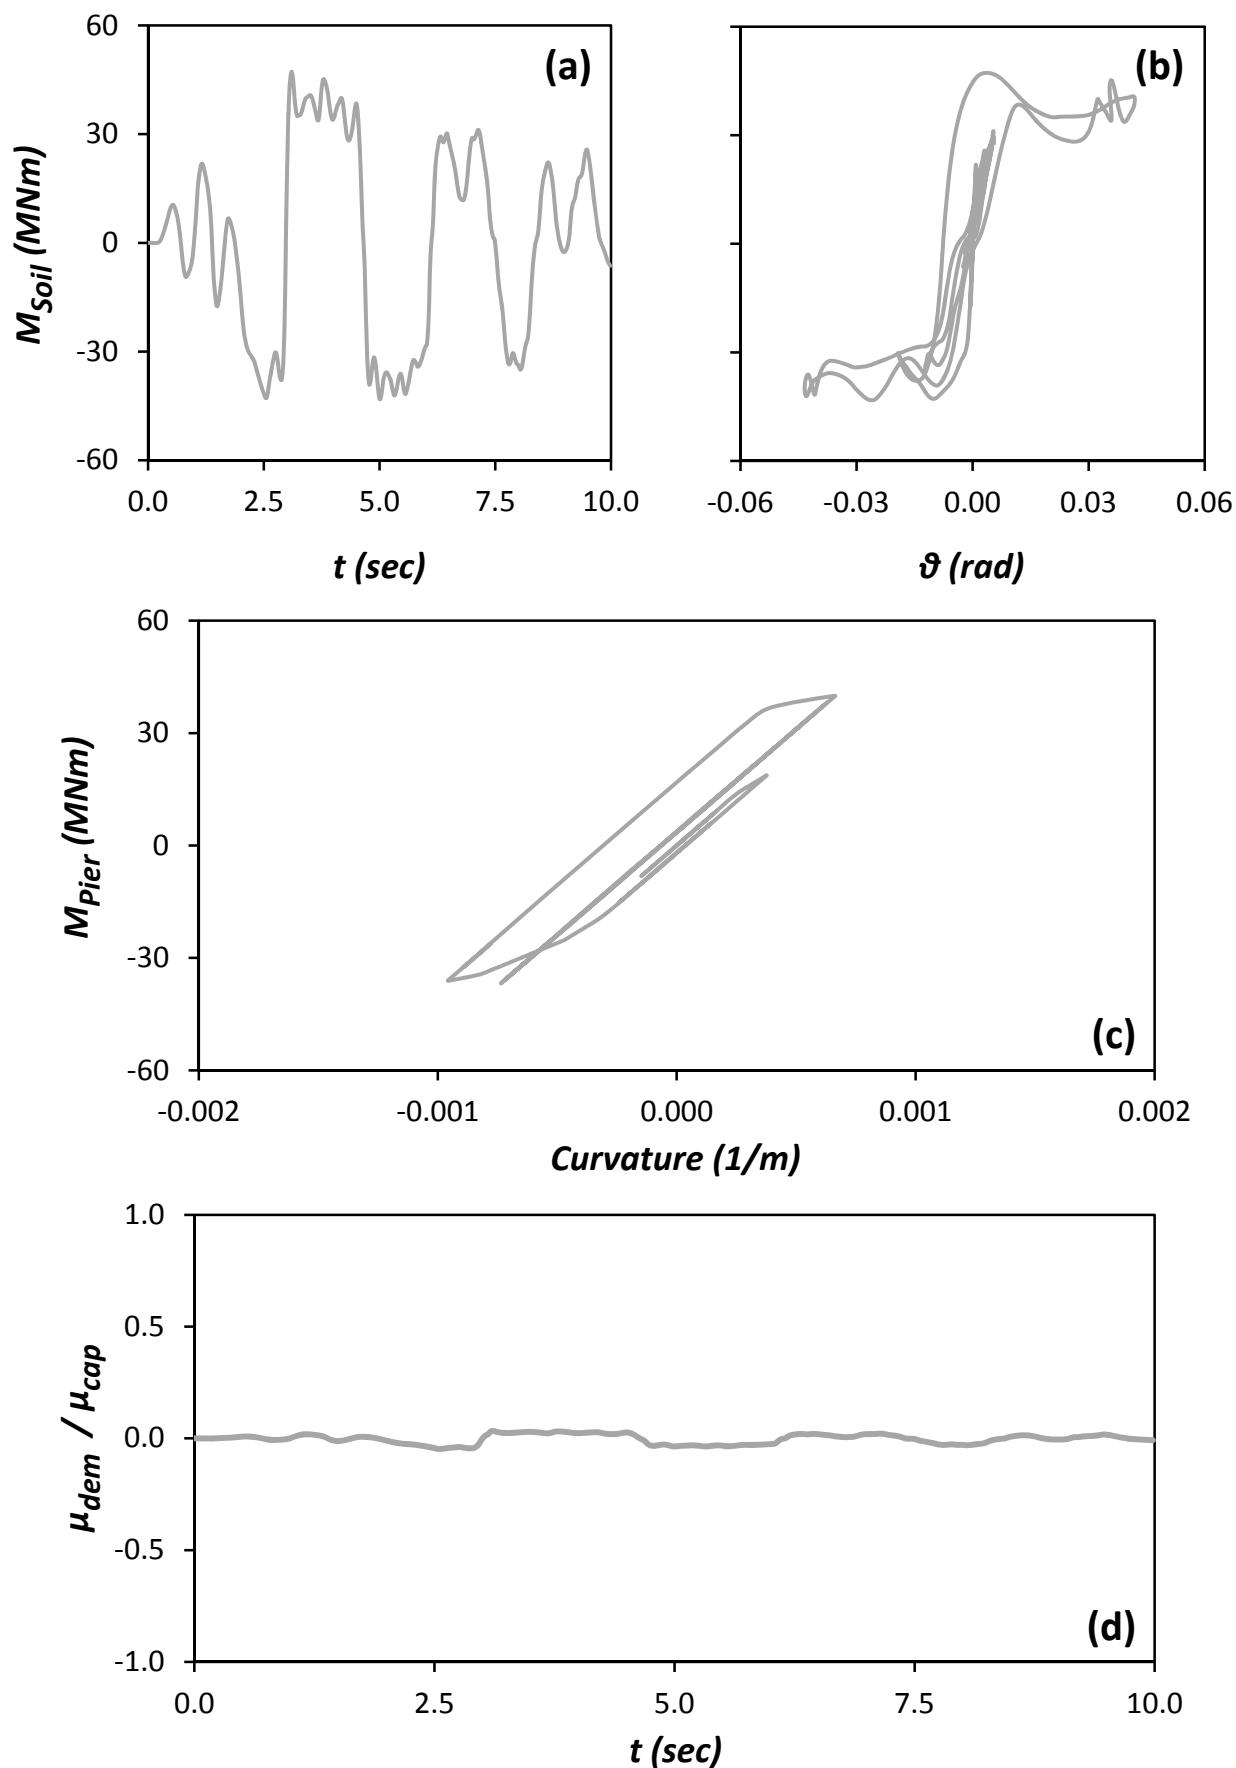 60
30
0
-30
-60
M_Soil (MNm)
0.0 2.5 5.0 7.5 10.0
t (sec)
(a)
-0.06 -0.03 0.00 0.03 0.06
ϑ (rad)
(b)
60
30
0
-30
-60
M_Pier (MNm)
-0.002 -0.001 0.000 0.001 0.002
Curvature (1/m)
(c)
1.0
0.5
0.0
-0.5
-1.0
μ_dem / μ_cap
0.0 2.5 5.0 7.5 10.0
t (sec)
(d)